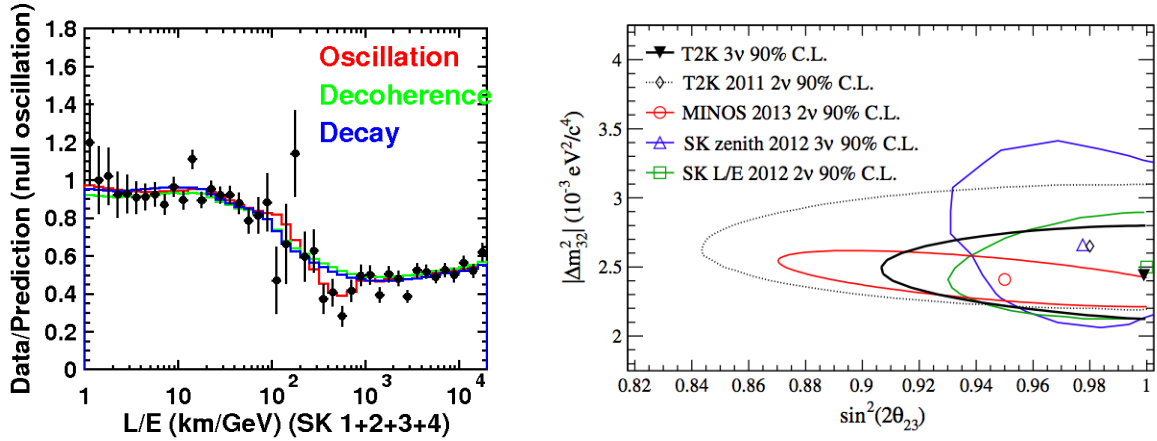 Data/Prediction (null oscillation)
1.8
1.6
1.4
1.2
1
0.8
0.6
0.4
0.2
0
Oscillation
Decoherence
Decay
1 10 10² 10³ 10⁴
L/E (km/GeV) (SK 1+2+3+4)
|Δm²₃₂| (10⁻³ eV²/c⁴)
4
3.5
3
2.5
2
T2K 3ν 90% C.L.
T2K 2011 2ν 90% C.L.
MINOS 2013 2ν 90% C.L.
SK zenith 2012 3ν 90% C.L.
SK L/E 2012 2ν 90% C.L.
0.82 0.84 0.86 0.88 0.9 0.92 0.94 0.96 0.98 1
sin²(2θ₂₃)